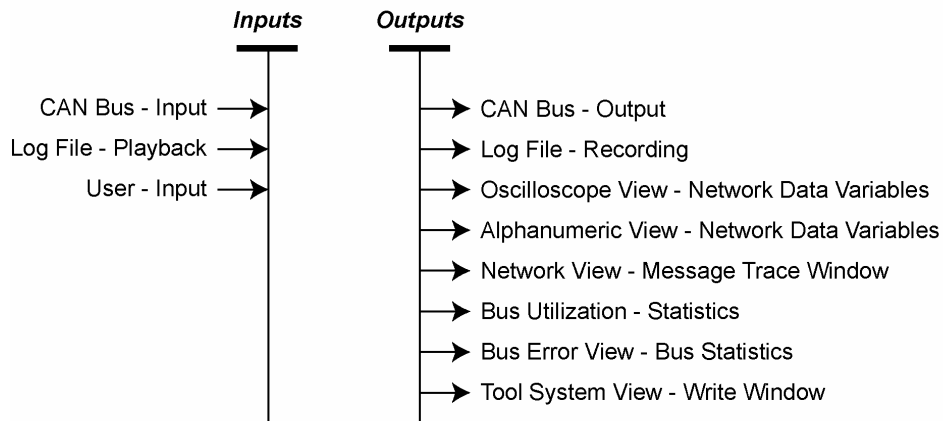 Inputs
Outputs
CAN Bus - Input
Log File - Playback
User - Input
CAN Bus - Output
Log File - Recording
Oscilloscope View - Network Data Variables
Alphanumeric View - Network Data Variables
Network View - Message Trace Window
Bus Utilization - Statistics
Bus Error View - Bus Statistics
Tool System View - Write Window